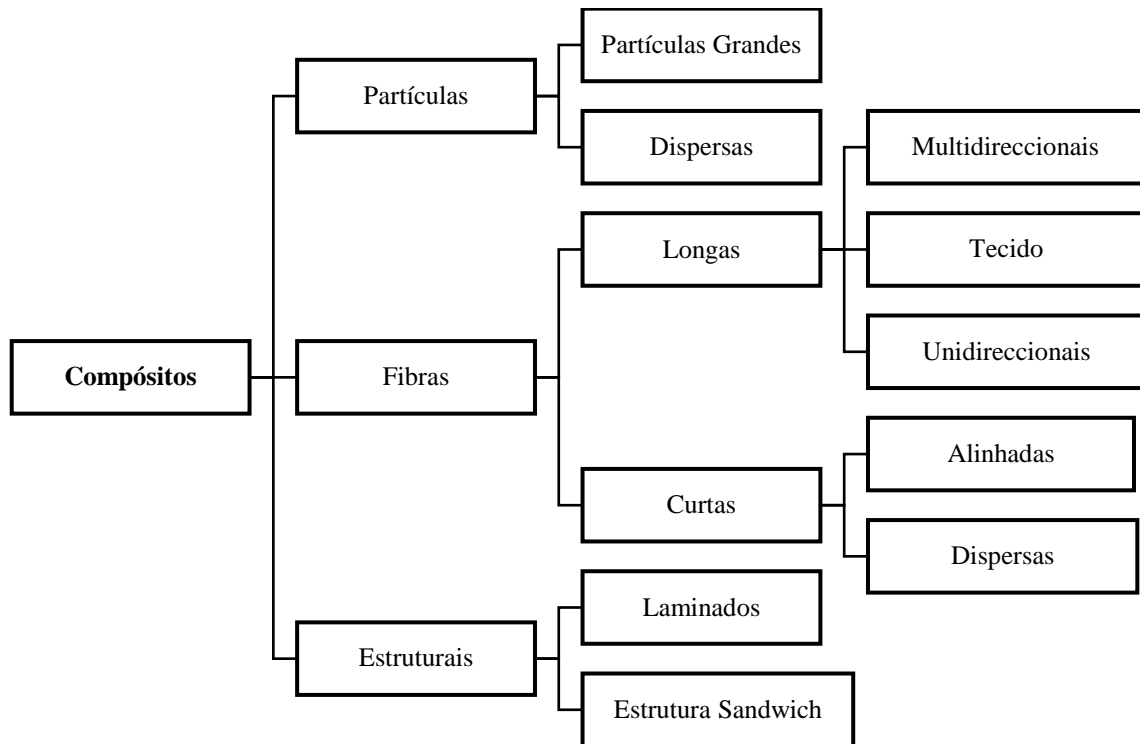 Partículas Grandes
Partículas
Dispersas
Multidireccionais
Longas
Tecido
Unidireccionais
Compósitos
Fibras
Alinhadas
Curtas
Dispersas
Laminados
Estruturais
Estrutura Sandwich